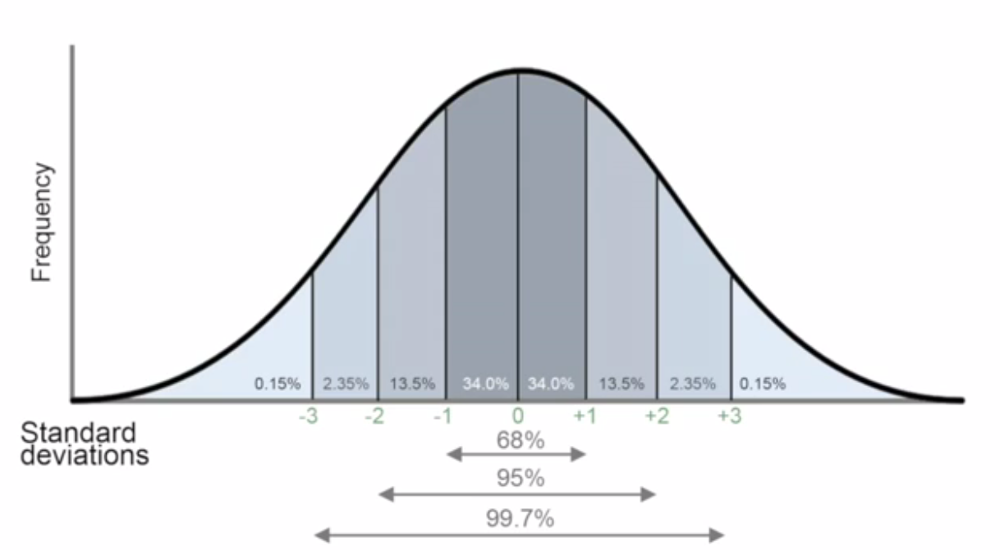 Frequency
0.15% 2.35% 13.5% 34.0% 34.0% 13.5% 2.35% 0.15%
-3 -2 -1 0 +1 +2 +3
Standard
deviations
68%
95%
99.7%